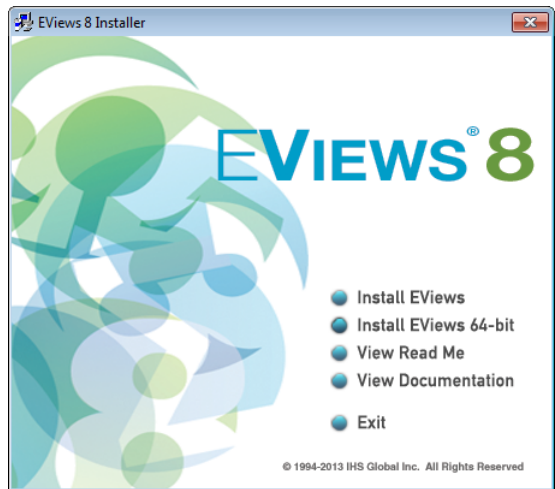 EViews 8 Installer
EVIEWS® 8
Install EViews
Install EViews 64-bit
View Read Me
View Documentation
Exit
© 1994-2013 IHS Global Inc. All Rights Reserved